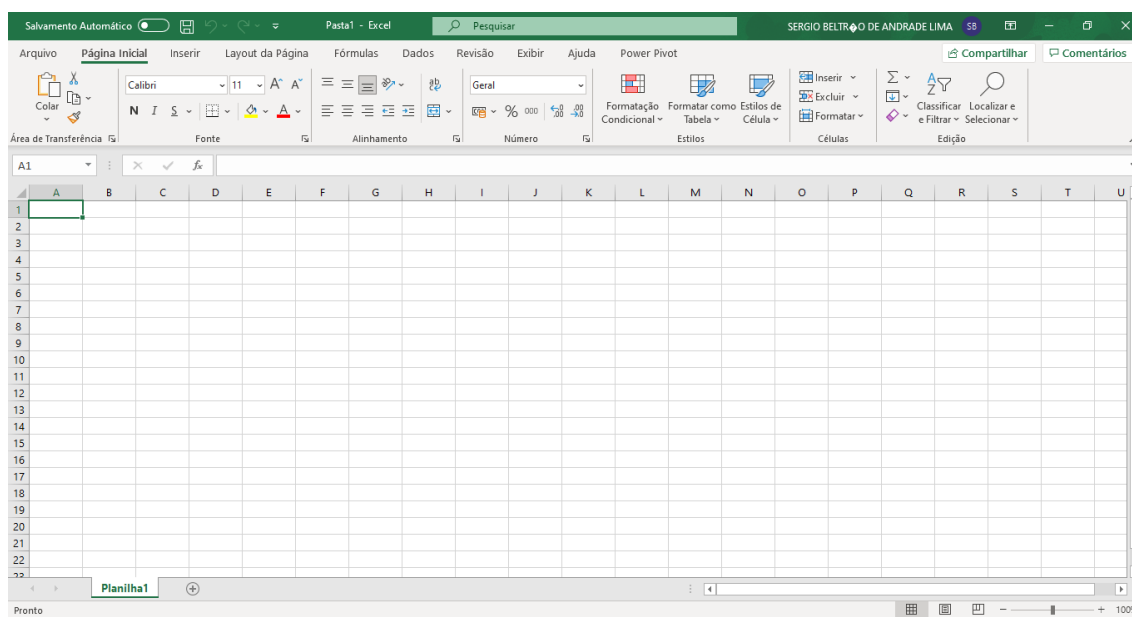 Salvamento Automático Pasta1 - Excel Pesquisar SERGIO BELTR�O DE ANDRADE LIMA SB
Arquivo Página Inicial Inserir Layout da Página Fórmulas Dados Revisão Exibir Ajuda Power Pivot Compartilhar Comentários
Colar
Calibri 11 A A
N I S A
ab
Geral
% 000
Formatação Condicional
Formatar como Tabela
Estilos de Célula
Inserir
Excluir
Formatar
Classificar e Filtrar
Localizar e Selecionar
Área de Transferência Fonte Alinhamento Número Estilos Células Edição
A1 fx
A B C D E F G H I J K L M N O P Q R S T U
1
2
3
4
5
6
7
8
9
10
11
12
13
14
15
16
17
18
19
20
21
22
23
Planilha1
Pronto 100%